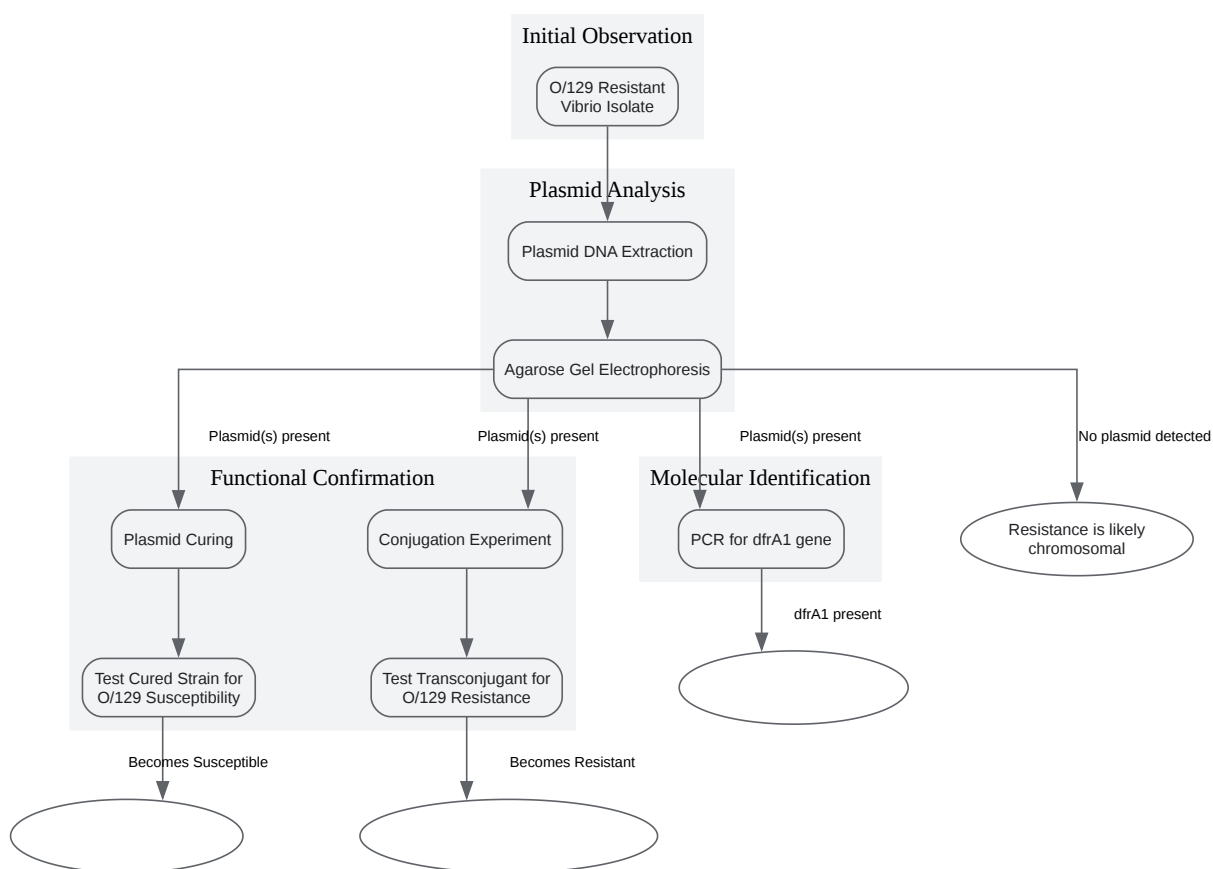 Initial Observation
O/129 Resistant
Vibrio Isolate
Plasmid Analysis
Plasmid DNA Extraction
Agarose Gel Electrophoresis
Plasmid(s) present
Plasmid(s) present
Plasmid(s) present
No plasmid detected
Functional Confirmation
Molecular Identification
Plasmid Curing
Conjugation Experiment
PCR for dfrA1 gene
Resistance is likely
chromosomal
dfrA1 present
Test Cured Strain for
O/129 Susceptibility
Test Transconjugant for
O/129 Resistance
Becomes Susceptible
Becomes Resistant